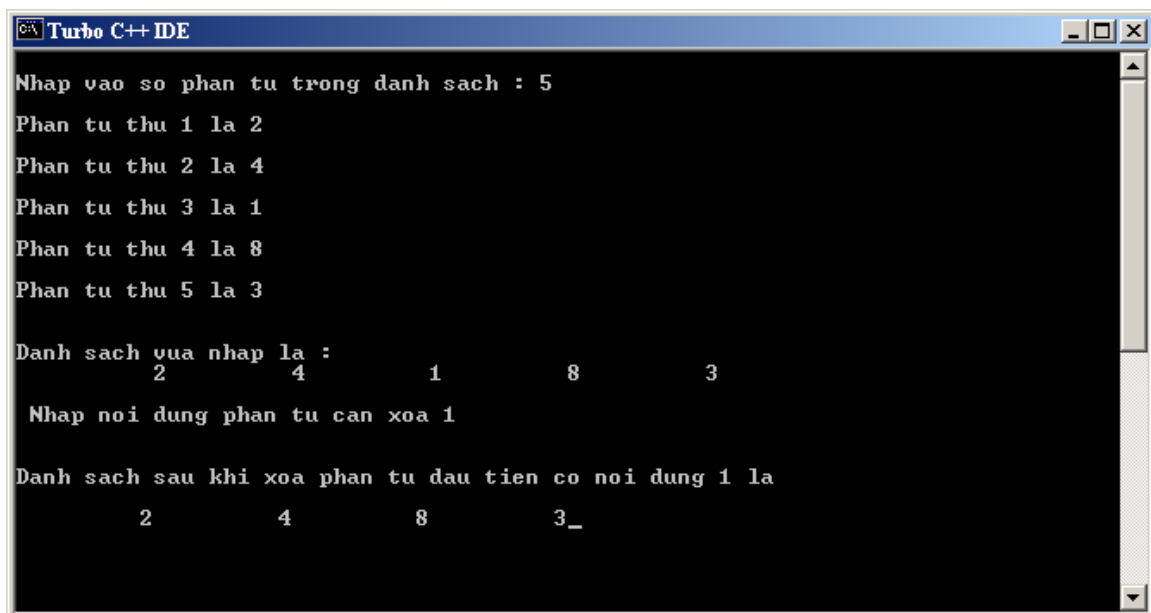 Turbo C++ IDE
Nhap vao so phan tu trong danh sach : 5
Phan tu thu 1 la 2
Phan tu thu 2 la 4
Phan tu thu 3 la 1
Phan tu thu 4 la 8
Phan tu thu 5 la 3
Danh sach vua nhap la :
2 4 1 8 3
Nhap noi dung phan tu can xoa 1
Danh sach sau khi xoa phan tu dau tien co noi dung 1 la
2 4 8 3_